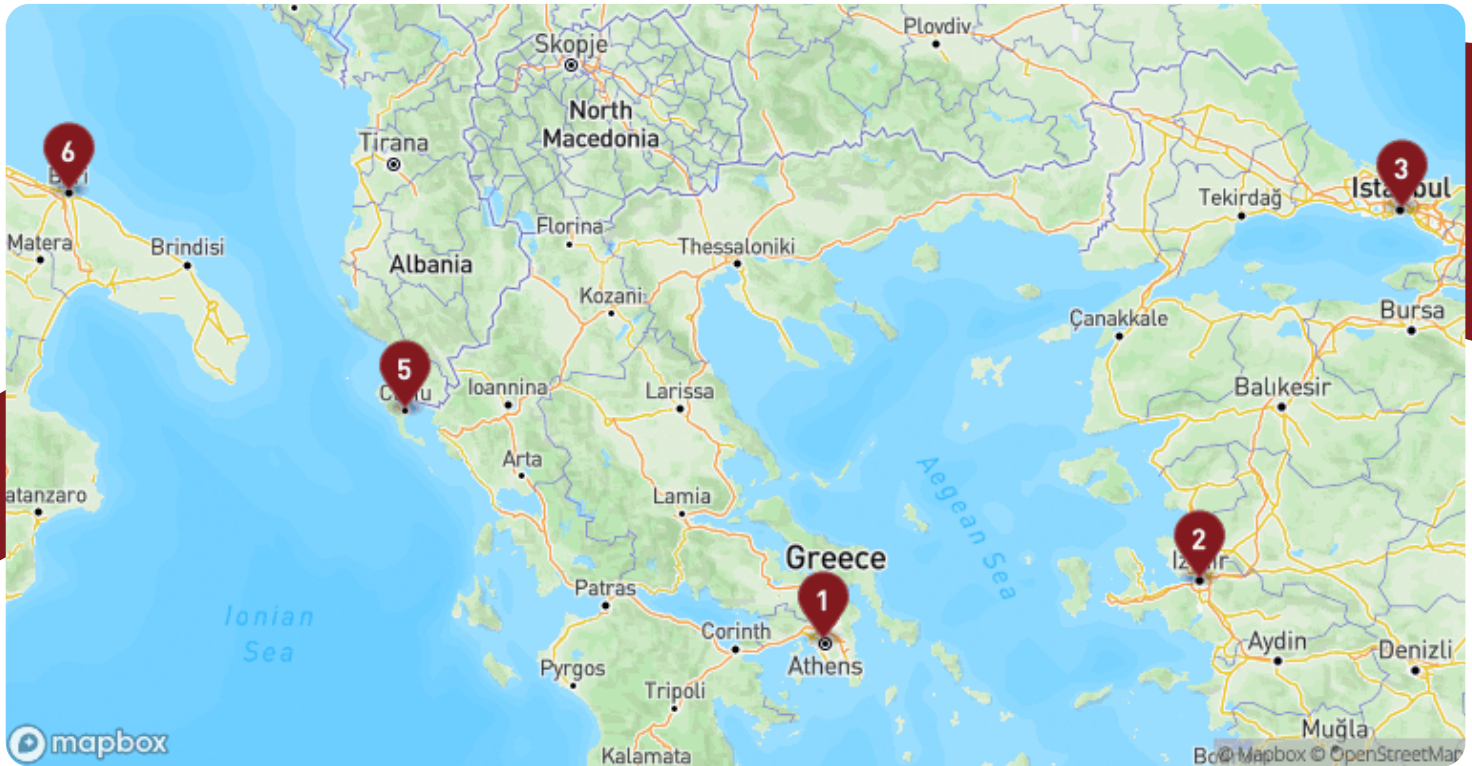 Plovdiv
Skopje
North
Macedonia
6
Tirana
3
Tekirdağ
Matera
Brindisi
Florina
Thessaloniki
Albania
Kozani
Bursa
Çanakkale
5
Ioannina
Larissa
Balıkesir
Arta
Aegean Sea
atanzaro
Lamia
2
Greece
Patras
1
Ionian
Sea
Corinth
Aydin
Denizli
Athens
Pyrgos
Tripoli
Muğla
mapbox
Kalamata
© Mapbox © OpenStreetMap